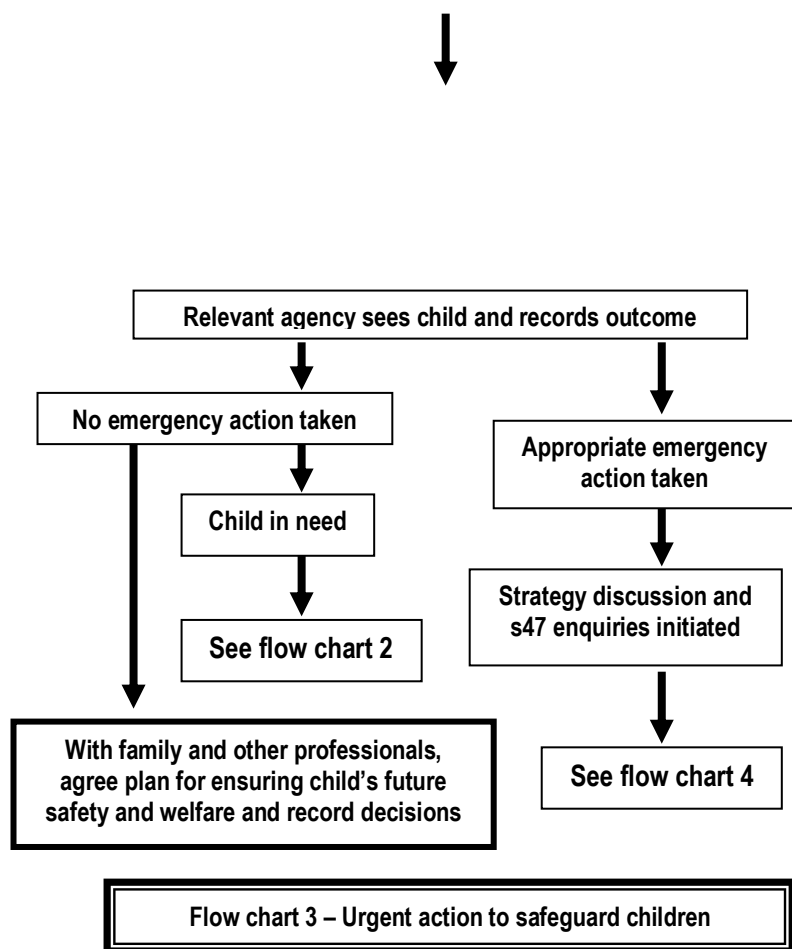 Relevant agency sees child and records outcome
No emergency action taken
Appropriate emergency
action taken
Child in need
Strategy discussion and
s47 enquiries initiated
See flow chart 2
With family and other professionals,
agree plan for ensuring child’s future
safety and welfare and record decisions
See flow chart 4
Flow chart 3 – Urgent action to safeguard children